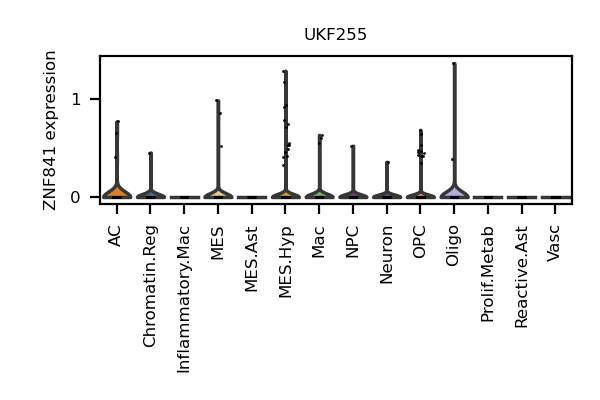 UKF255
ZNF841 expression
1
0
AC
Chromatin.Reg
Inflammatory.Mac
MES
MES.Ast
MES.Hyp
Mac
NPC
Neuron
OPC
Oligo
Prolif.Metab
Reactive.Ast
Vasc